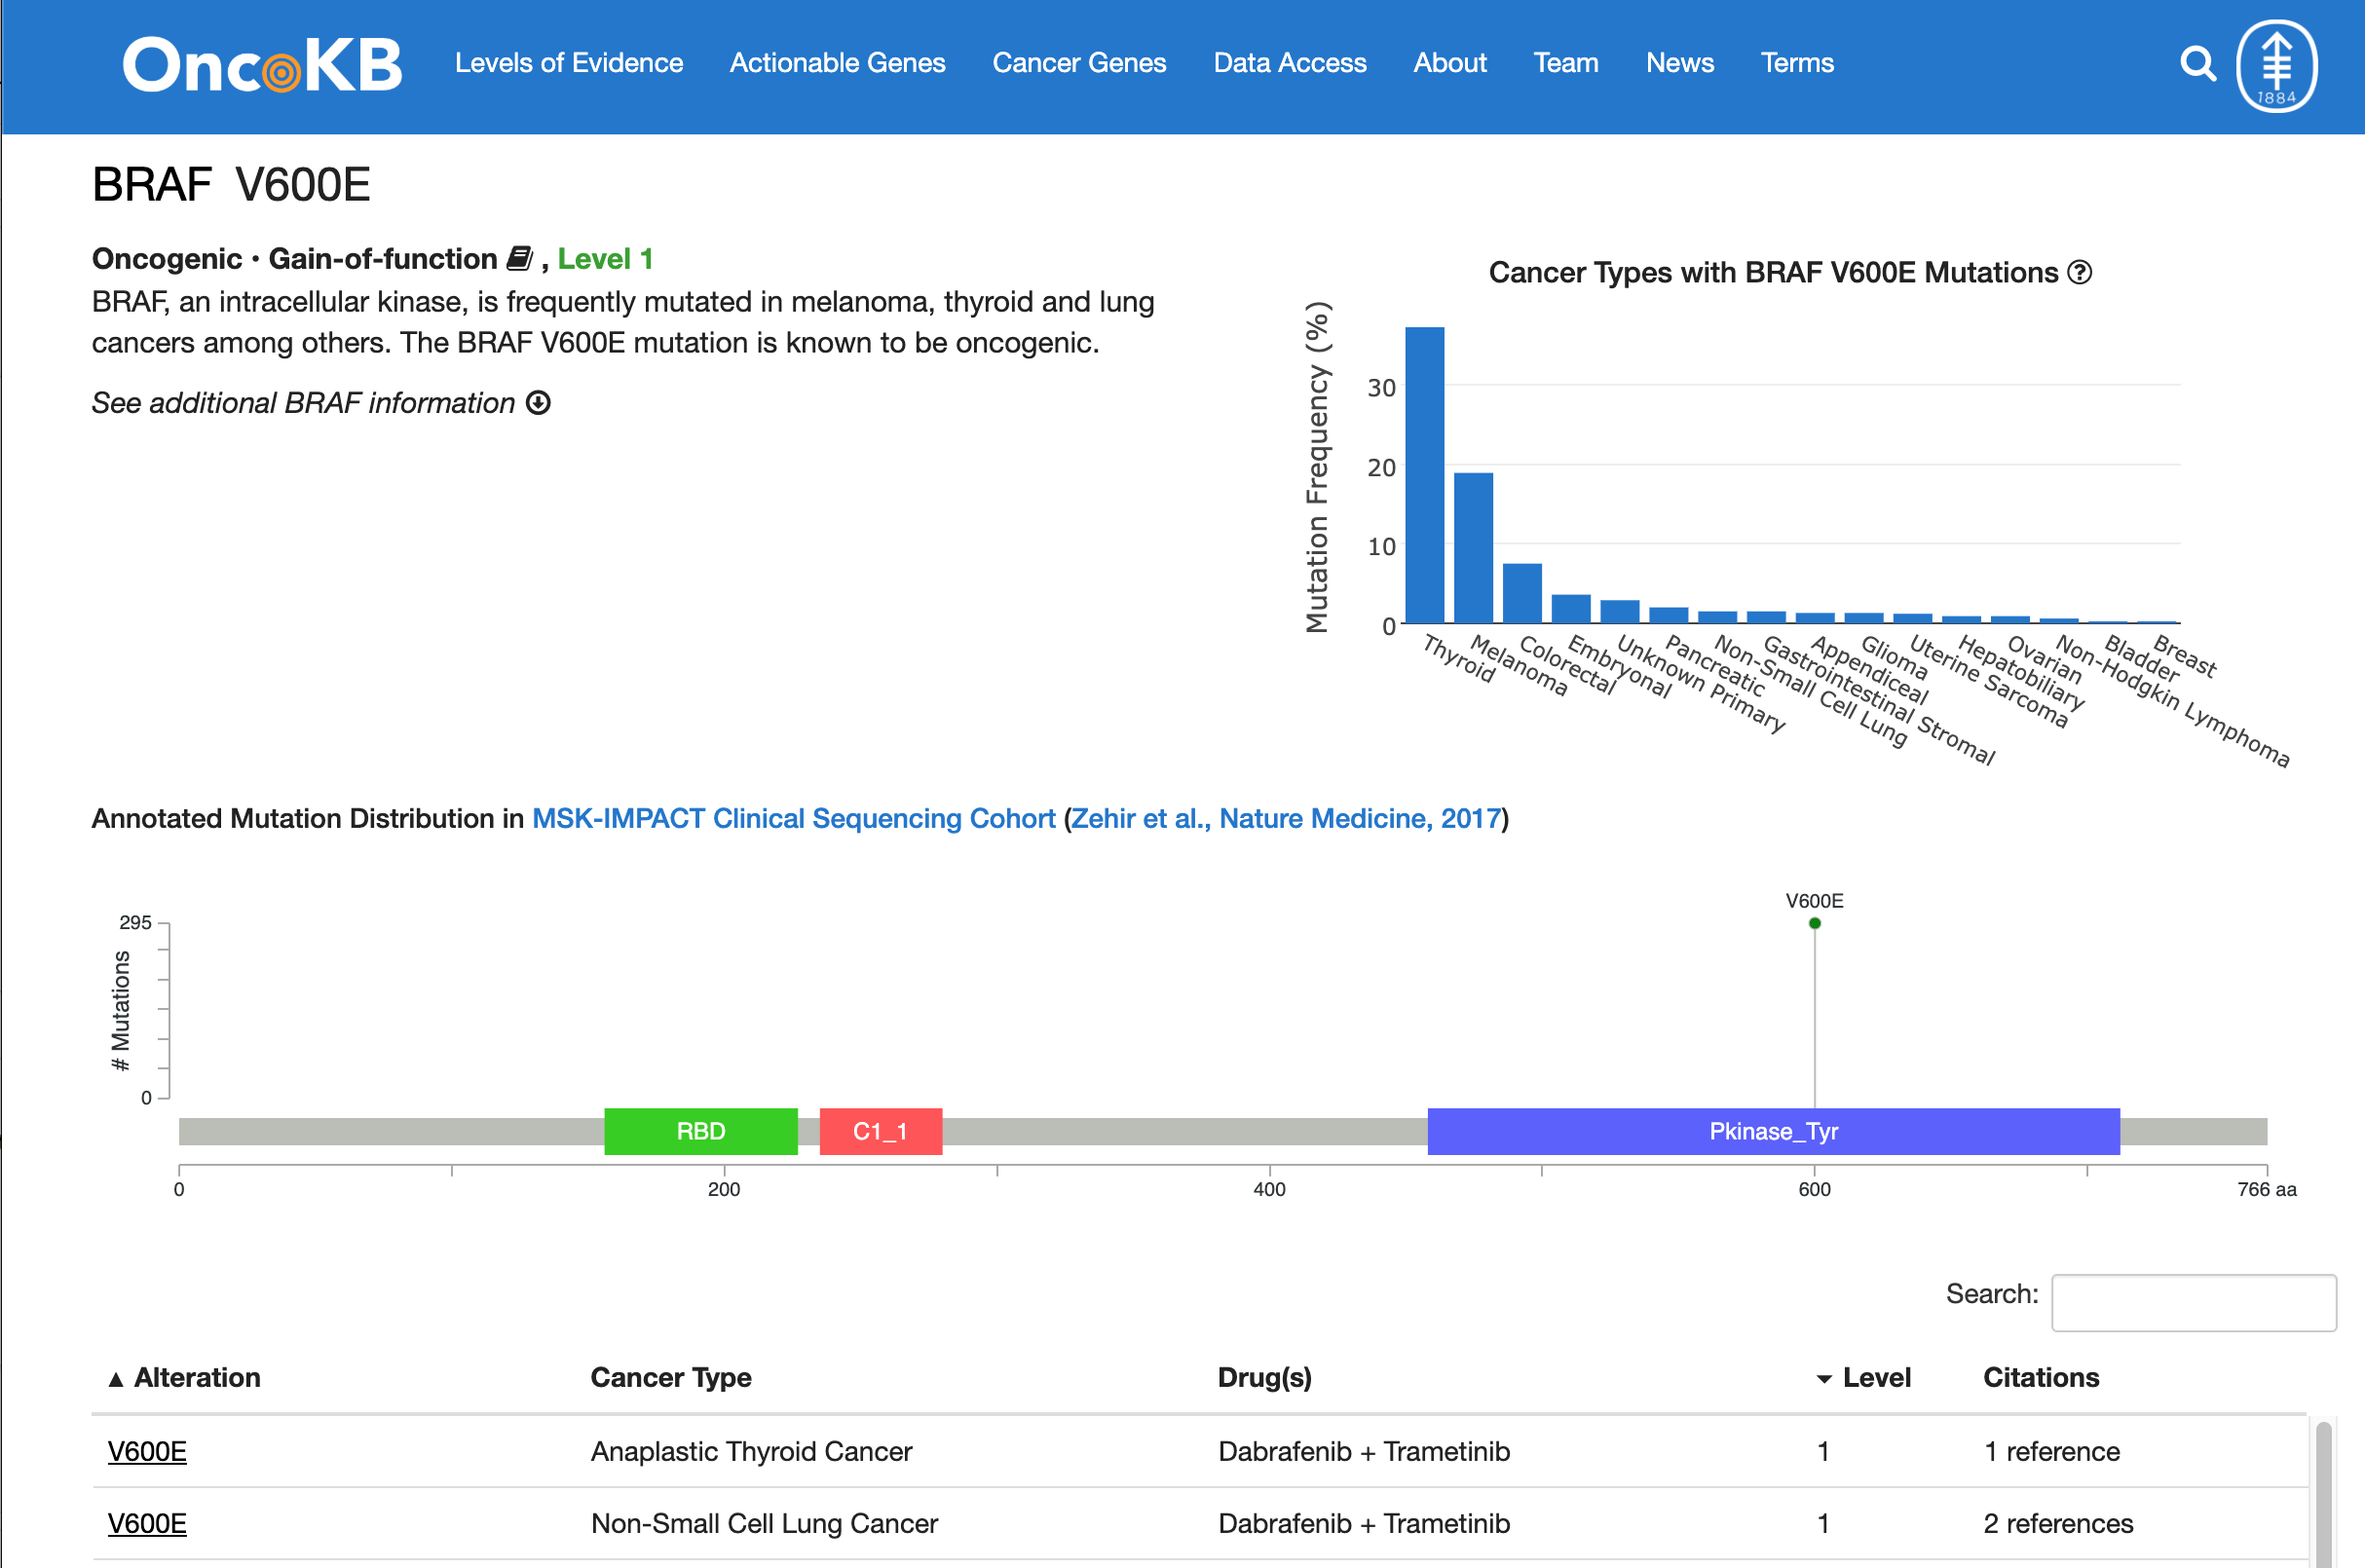 OncoKB
Levels of Evidence Actionable Genes Cancer Genes Data Access About Team News Terms
1884
BRAF V600E
Oncogenic • Gain-of-function , Level 1
BRAF, an intracellular kinase, is frequently mutated in melanoma, thyroid and lung
cancers among others. The BRAF V600E mutation is known to be oncogenic.
See additional BRAF information
Cancer Types with BRAF V600E Mutations
Mutation Frequency (%)
30
20
10
0
Thyroid
Melanoma
Colorectal
Embryonal
Unknown Primary
Pancreatic
Non-Small Cell Lung
Gastrointestinal Stromal
Appendiceal
Glioma
Uterine Sarcoma
Hepatobiliary
Ovarian
Non-Hodgkin Lymphoma
Bladder
Breast
Annotated Mutation Distribution in MSK-IMPACT Clinical Sequencing Cohort (Zehir et al., Nature Medicine, 2017)
V600E
295
# Mutations
0
RBD C1_1 Pkinase_Tyr
0 200 400 600 766 aa
Search:
▲ Alteration Cancer Type Drug(s) Level Citations
V600E Anaplastic Thyroid Cancer Dabrafenib + Trametinib 1 1 reference
V600E Non-Small Cell Lung Cancer Dabrafenib + Trametinib 1 2 references